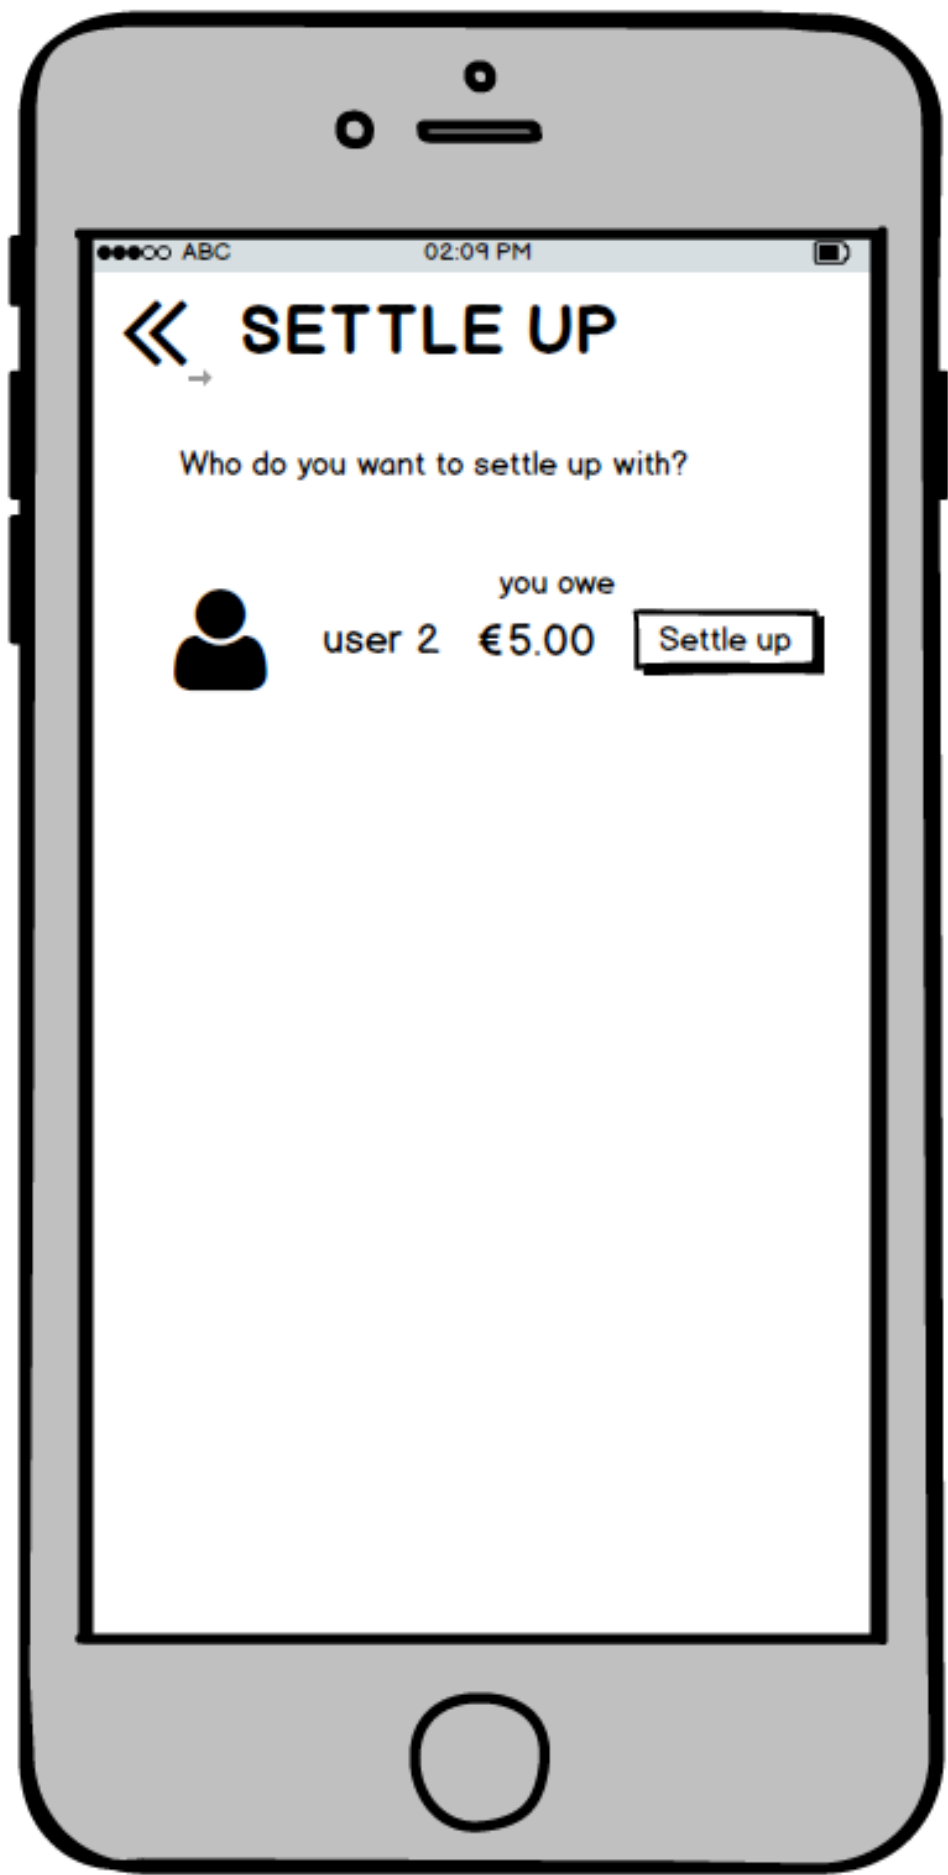 ABC 02:09 PM
SETTLE UP
Who do you want to settle up with?
you owe
user 2 €5.00 Settle up